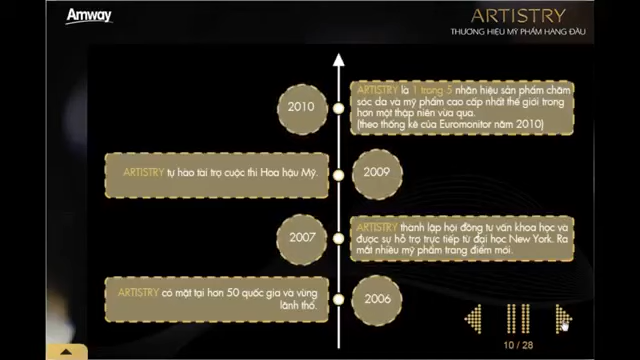 Amway
ARTISTRY
THƯƠNG HIỆU MỸ PHẨM HÀNG ĐẦU
2010
ARTISTRY là 1 trong 5 nhãn hiệu sản phẩm chăm
sóc da và mỹ phẩm cao cấp nhất thế giới trong
hơn một thập niên vừa qua.
(theo thống kê của Euromonitor năm 2010)
ARTISTRY tự hào tài trợ cuộc thi Hoa hậu Mỹ.
2009
2007
ARTISTRY thành lập hội đồng tư vấn khoa học và
được sự hỗ trợ trực tiếp từ đại học New York. Ra
mắt nhiều mỹ phẩm trang điểm mới.
ARTISTRY có mặt tại hơn 50 quốc gia và vùng
lãnh thổ.
2006
10 / 28